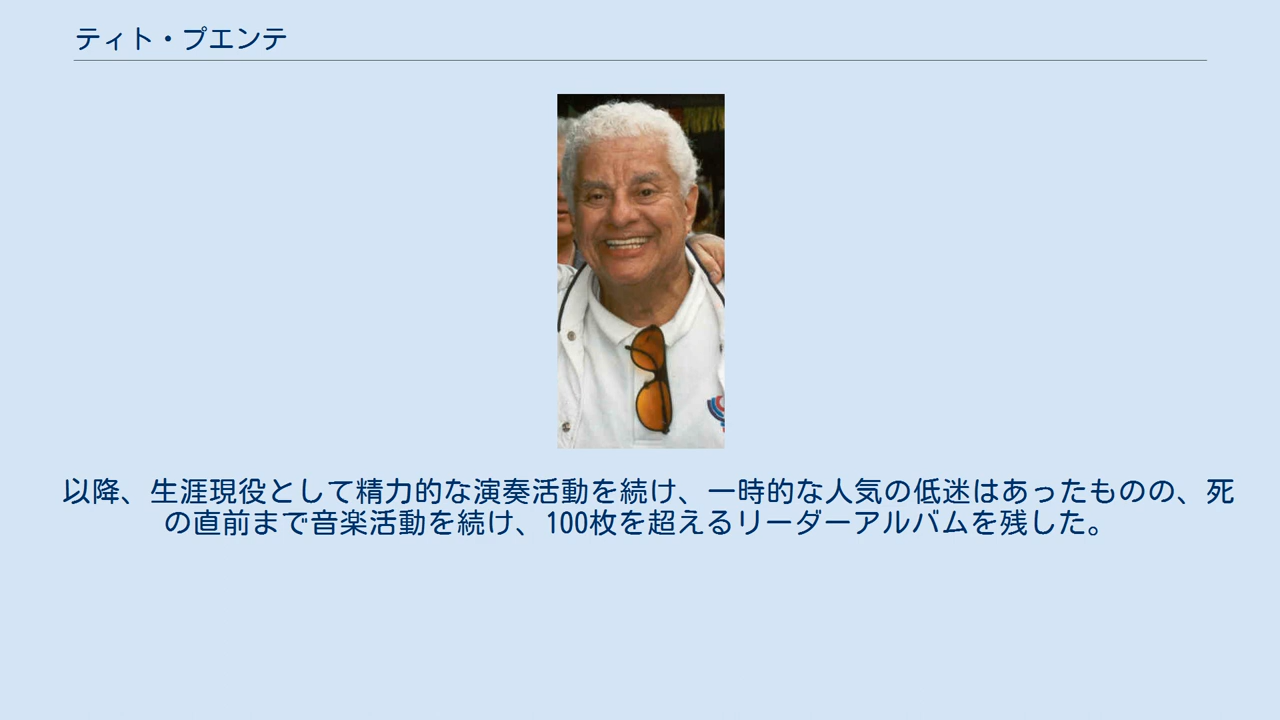 ティト・プエンテ
以降、生涯現役として精力的な演奏活動を続け、一時的な人気の低迷はあったものの、死
の直前まで音楽活動を続け、100枚を超えるリーダーアルバムを残した。